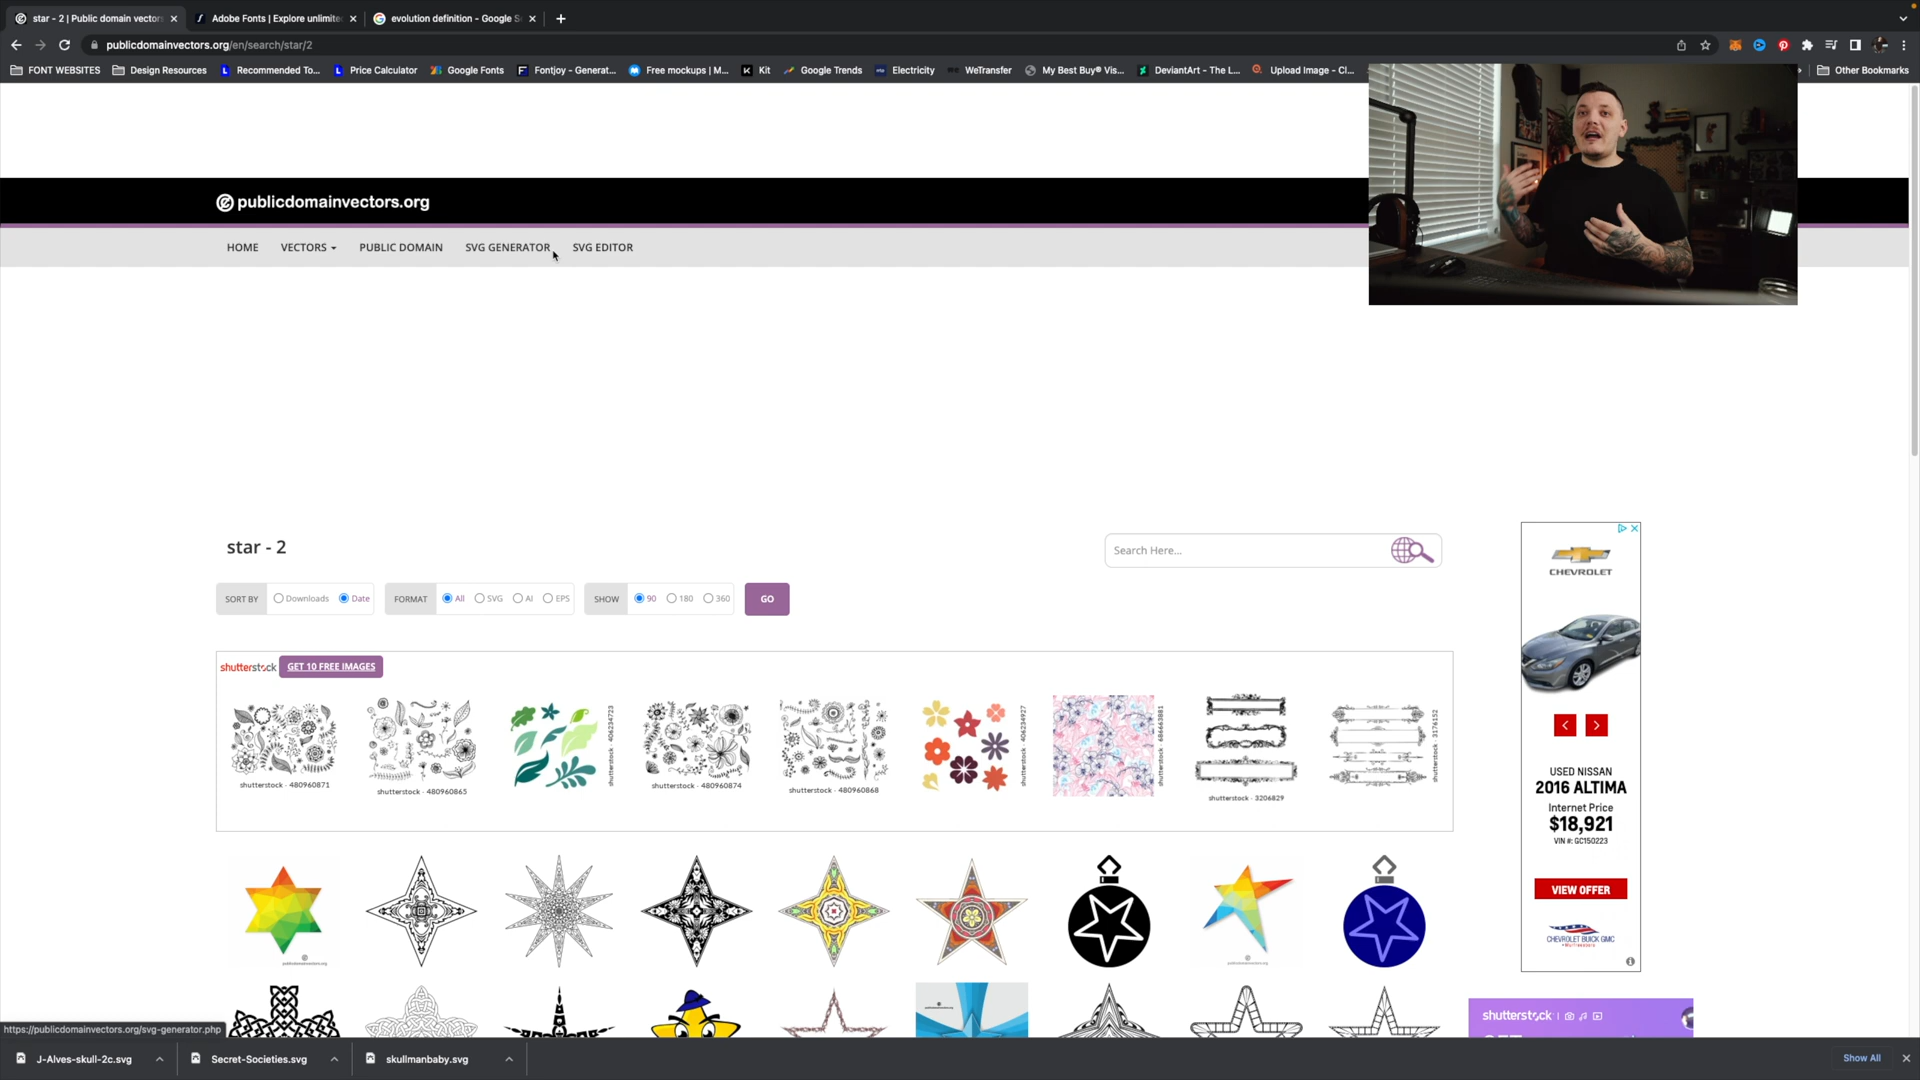 star - 2 | Public domain vectors
Adobe Fonts | Explore unlimite
evolution definition - Google S
publicdomainvectors.org/en/search/star/2
FONT WEBSITES
Design Resources
Recommended To...
Price Calculator
Google Fonts
Fontjoy - Generat...
Free mockups | M...
Kit
Google Trends
Electricity
WeTransfer
My Best Buy® Vis...
DeviantArt - The L...
Upload Image - Cl...
Other Bookmarks
publicdomainvectors.org
HOME
VECTORS
PUBLIC DOMAIN
SVG GENERATOR
SVG EDITOR
star - 2
Search Here...
SORT BY Downloads Date
FORMAT All SVG AI EPS
SHOW 90 180 360
GO
shutterstock GET 10 FREE IMAGES
shutterstock · 480960871
shutterstock · 480960865
shutterstock · 406234723
shutterstock · 480960874
shutterstock · 480960868
shutterstock · 406234927
shutterstock · 686663881
shutterstock · 3206829
shutterstock · 3176152
CHEVROLET
USED NISSAN
2016 ALTIMA
Internet Price
$18,921
VIN #: GC150223
VIEW OFFER
CHEVROLET BUICK GMC
publicdomainvectors.org
shutterstock
https://publicdomainvectors.org/svg-generator.php
J-Alves-skull-2c.svg
Secret-Societies.svg
skullmanbaby.svg
Show All